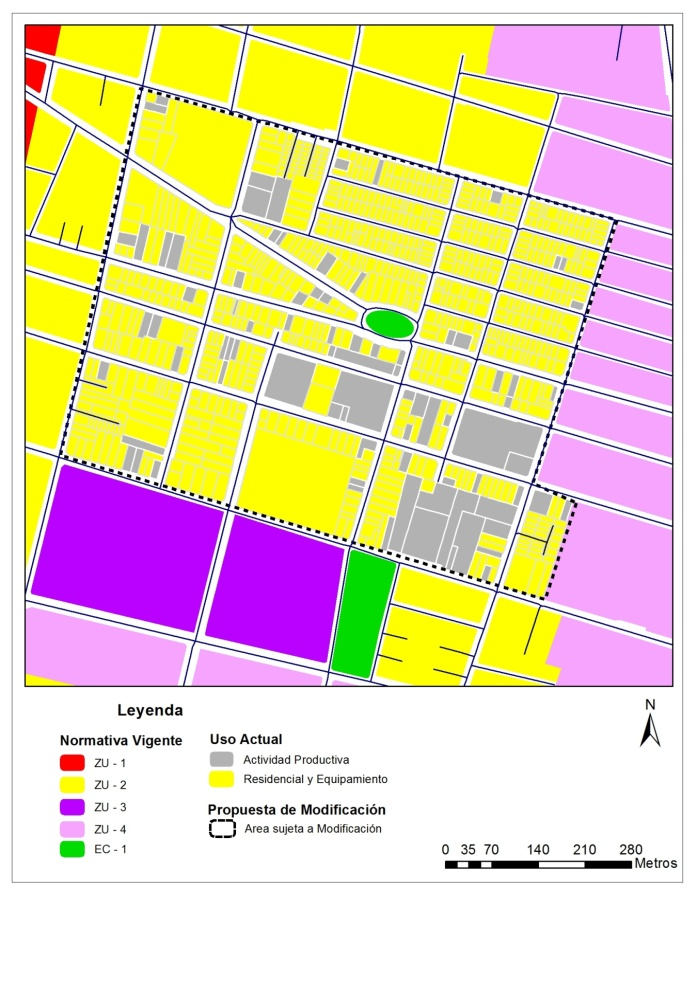 Leyenda
N
Normativa Vigente
ZU - 1
ZU - 2
ZU - 3
ZU - 4
EC - 1
Uso Actual
Actividad Productiva
Residencial y Equipamiento
Propuesta de Modificación
Area sujeta a Modificación
0 35 70 140 210 280
Metros